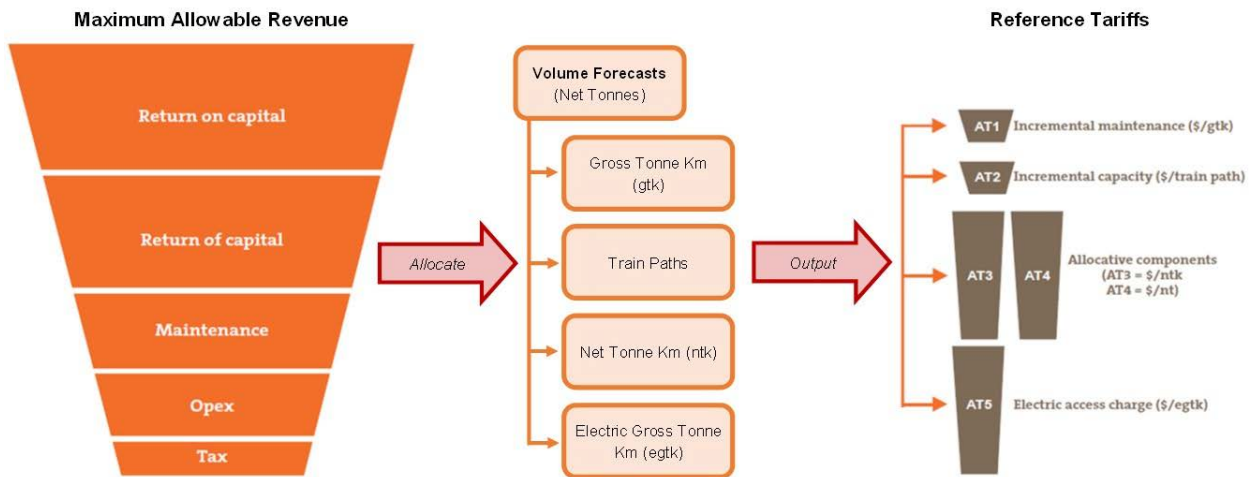 Maximum Allowable Revenue
Return on capital
Return of capital
Maintenance
Opex
Tax
Allocate
Volume Forecasts
(Net Tonnes)
Gross Tonne Km
(gtk)
Train Paths
Net Tonne Km (ntk)
Electric Gross Tonne
Km (egtk)
Output
Reference Tariffs
AT1 Incremental maintenance ($/gtk)
AT2 Incremental capacity ($/train path)
AT3 AT4 Allocative components
(AT3 = $/ntk
AT4 = $/nt)
AT5 Electric access charge ($/egtk)